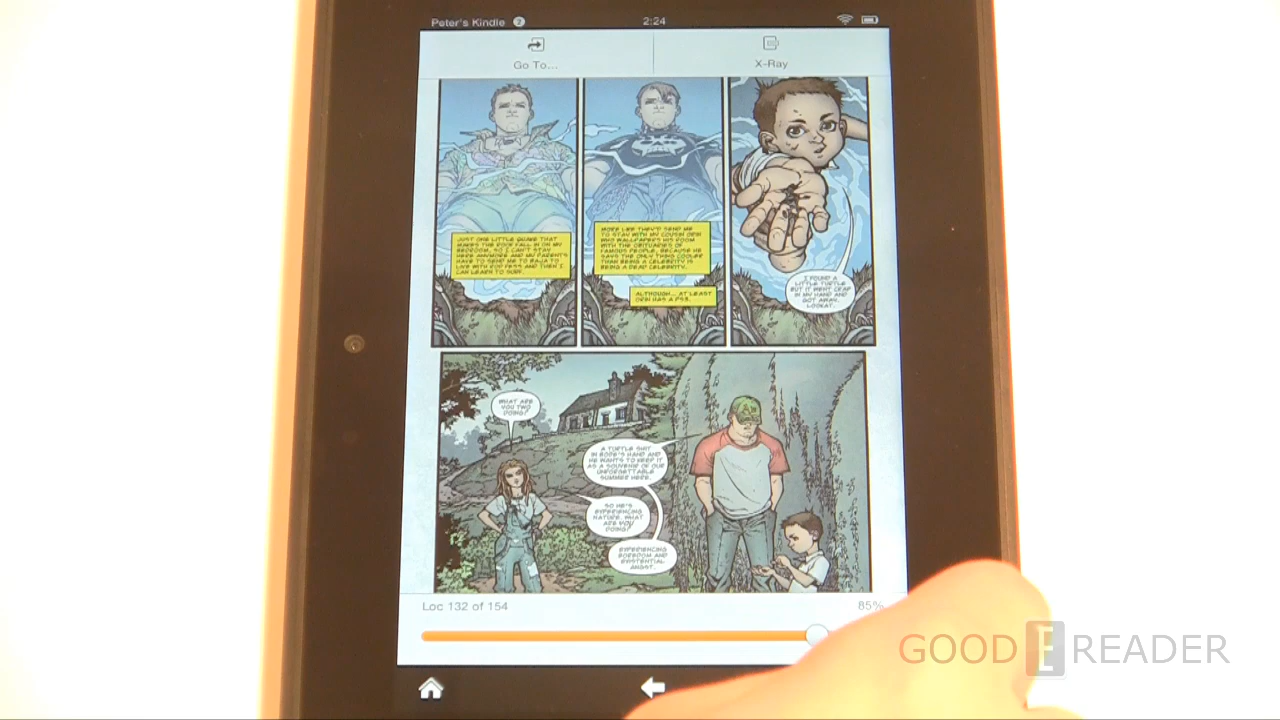 Peter's Kindle 7
2:24
Go To...
X-Ray
JUST ONE LITTLE QUAKE THAT
MAKES THE ROOF FALL IN ON MY
BEDROOM, SO I CAN'T STAY
HERE ANYMORE AND MY PARENTS
HAVE TO SEND ME TO BAJA TO
LIVE WITH
AND THEN I
CAN LEARN TO SURF.
MORE LIKE THEY'D SEND ME
TO STAY WITH MY COUSIN ORIN
WHO WALLPAPERS HIS ROOM
WITH THE OBITUARIES OF
FAMOUS PEOPLE, BECAUSE HE
SAYS THE ONLY THING COOLER
THAN BEING A CELEBRITY IS
BEING A DEAD CELEBRITY.
ALTHOUGH... AT LEAST
ORIN HAS A PS3.
I FOUND A
LITTLE TURTLE
BUT IT WENT CRAP
IN MY HAND AND
GOT AWAY.
LOOKAT.
WHAT ARE
YOU TWO
DOING?
A TURTLE SHIT
IN BODE'S HAND AND
HE WANTS TO KEEP IT
AS A SOUVENIR OF OUR
UNFORGETTABLE
SUMMER HERE.
SO HE'S
EXPERIENCING
NATURE. WHAT
ARE YOU
DOING?
EXPERIENCING
BOREDOM AND
EXISTENTIAL
ANGST.
Loc 132 of 154
85%
GOOD E READER